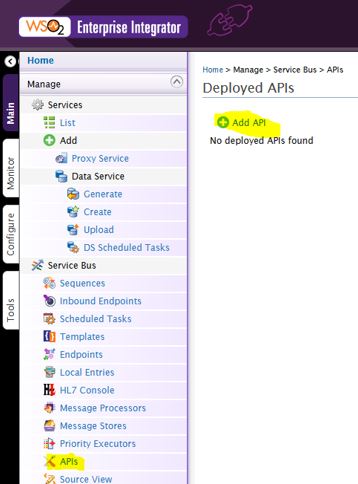 WSO2 Enterprise Integrator
Home
Manage
Services
List
Add
Proxy Service
Data Service
Generate
Create
Upload
DS Scheduled Tasks
Service Bus
Sequences
Inbound Endpoints
Scheduled Tasks
Templates
Endpoints
Local Entries
HL7 HL7 Console
Message Processors
Message Stores
Priority Executors
APIs
Source View
Main
Monitor
Configure
Tools
Home > Manage > Service Bus > APIs
Deployed APIs
Add API
No deployed APIs found